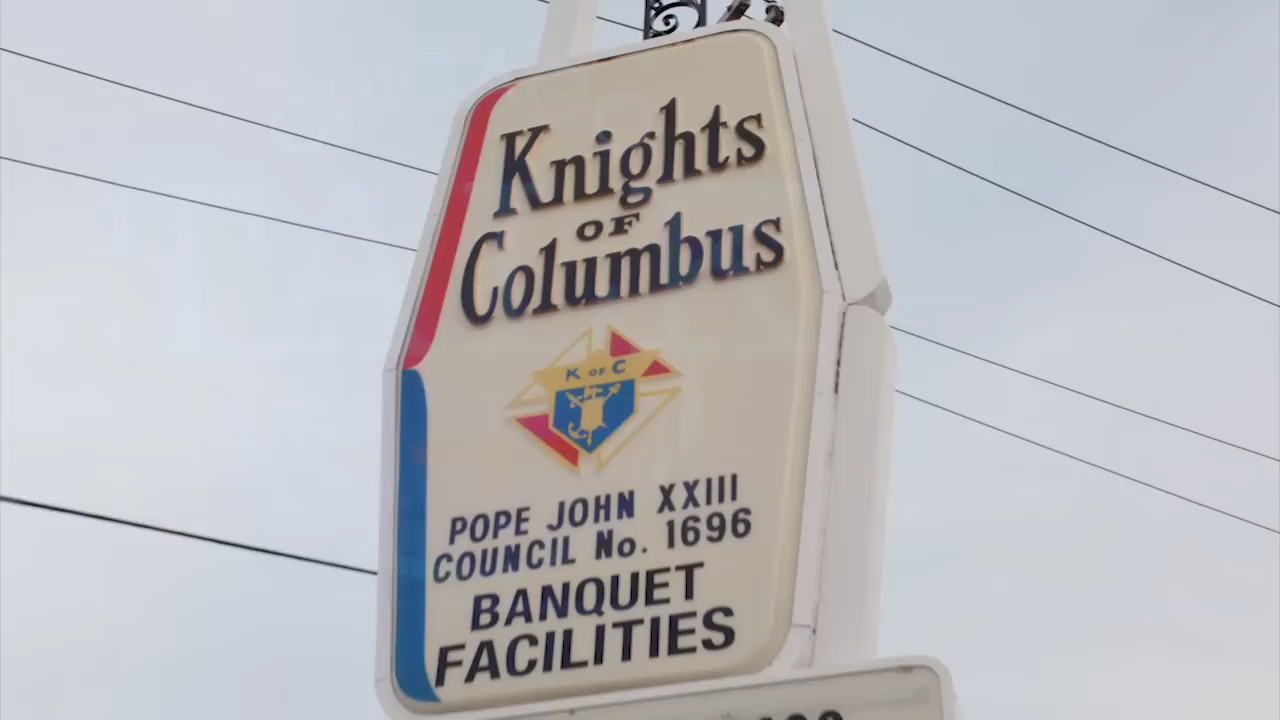 Knights
OF
Columbus
K OF C
POPE JOHN XXIII
COUNCIL No. 1696
BANQUET
FACILITIES